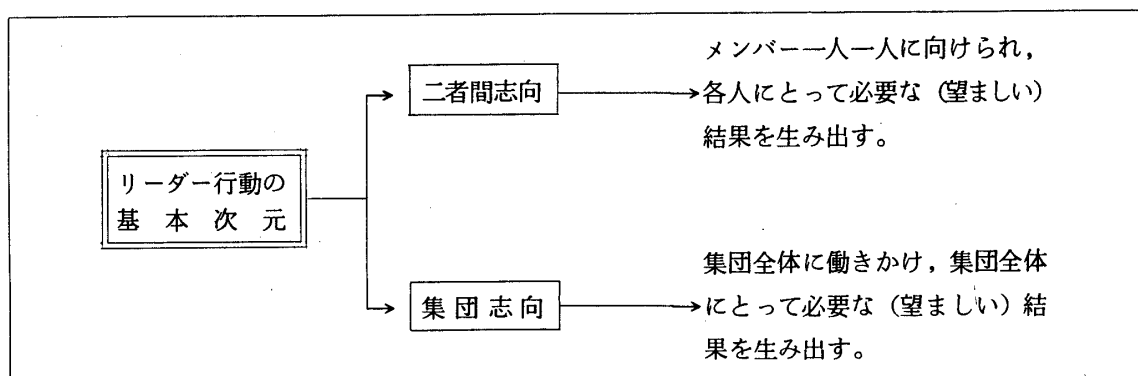 リーダー行動の
基本次元
二者間志向
メンバー一人一人に向けられ，
各人にとって必要な（望ましい）
結果を生み出す。
集団志向
集団全体に働きかけ，集団全体
にとって必要な（望ましい）結
果を生み出す。